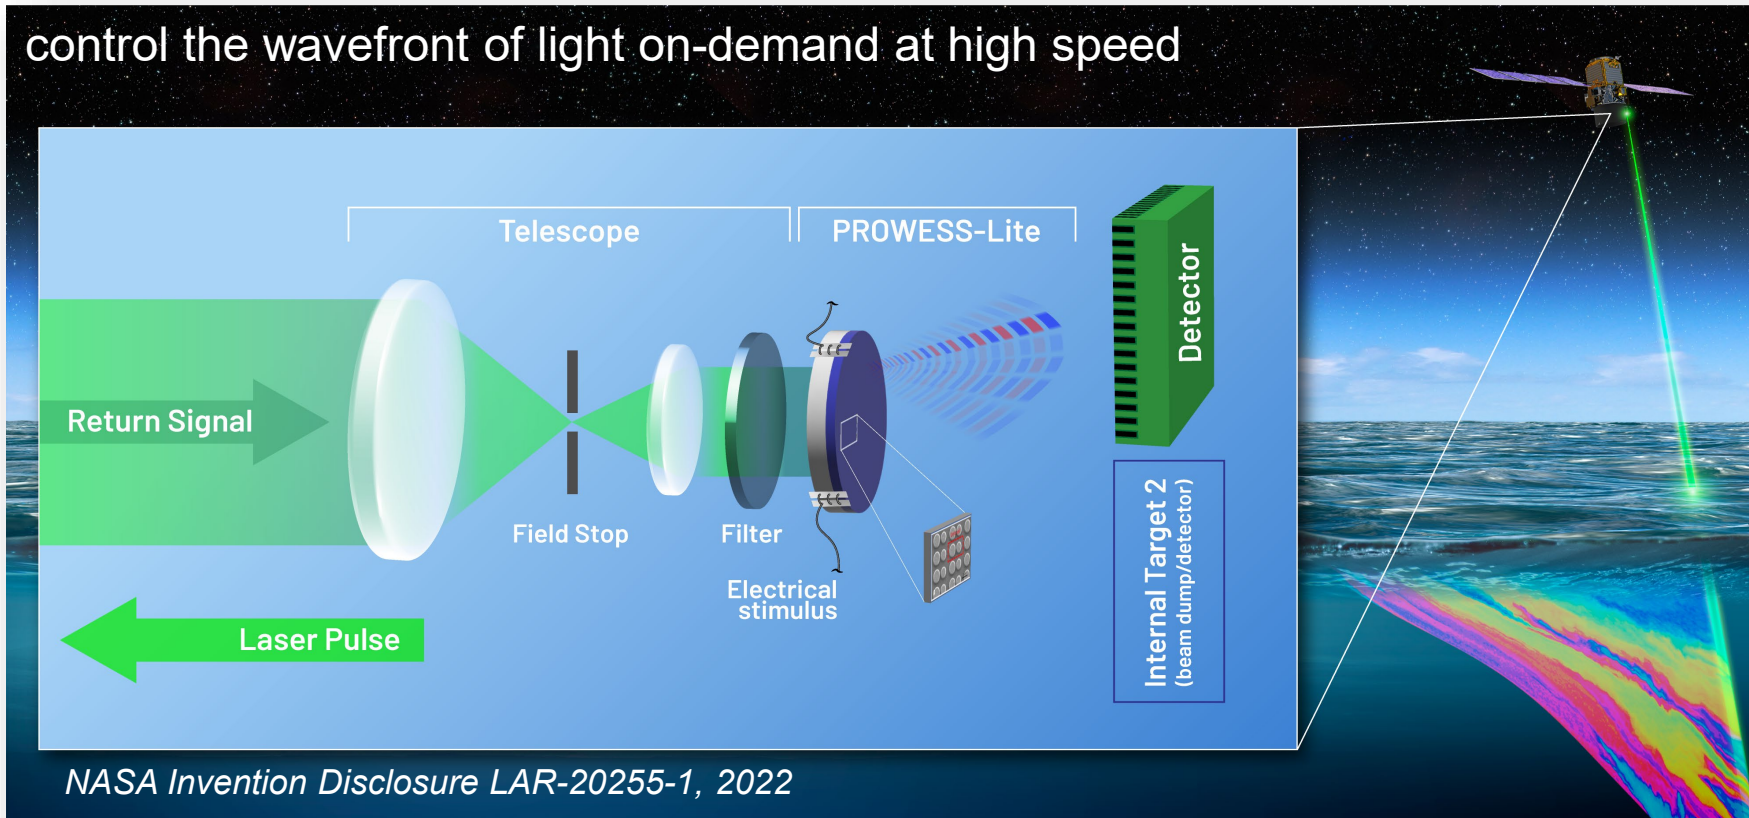 control the wavefront of light on-demand at high speed
Telescope
PROWESS-Lite
Detector
Return Signal
Field Stop
Filter
Electrical
stimulus
Internal Target 2
(beam dump/detector)
Laser Pulse
NASA Invention Disclosure LAR-20255-1, 2022